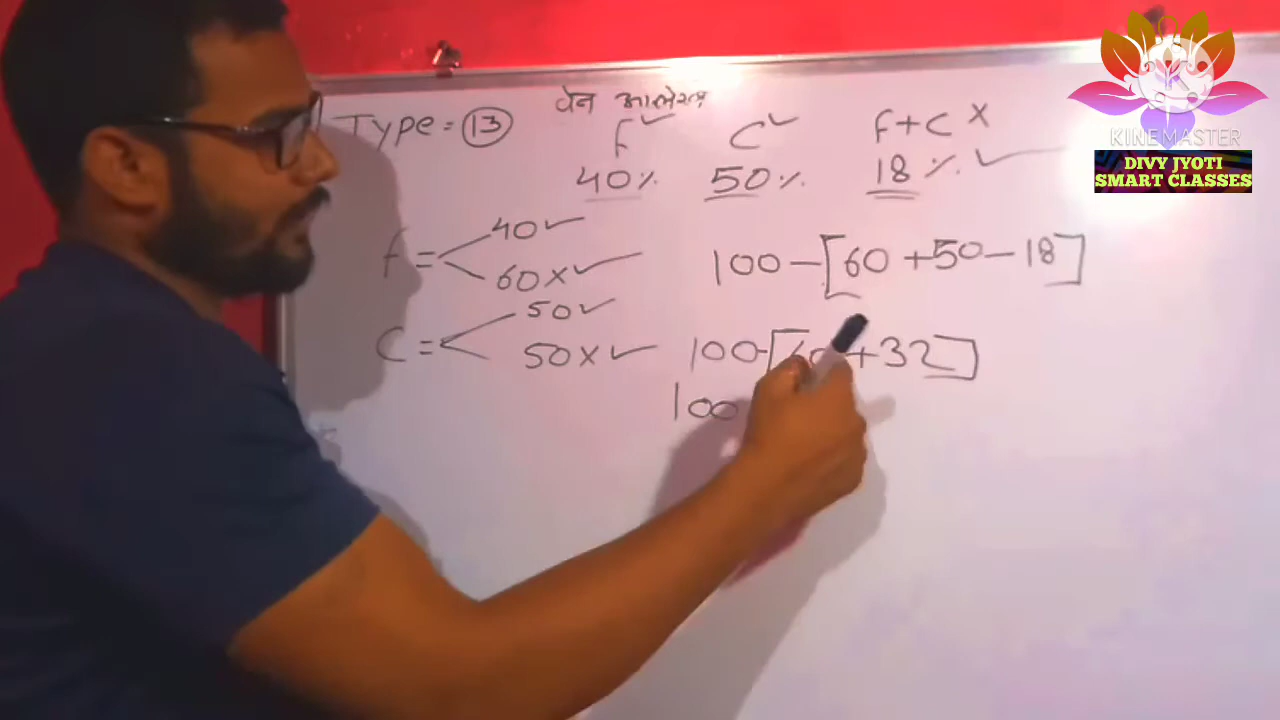 वेन आलेख
Type = 13
F✓ C✓ F+C ×
40% 50% 18% ✓
F = 40✓
60×✓
C = 50✓
50×✓
100 - [60 + 50 - 18]
100 - [60 + 32]
100
KINEMASTER
DIVY JYOTI
SMART CLASSES